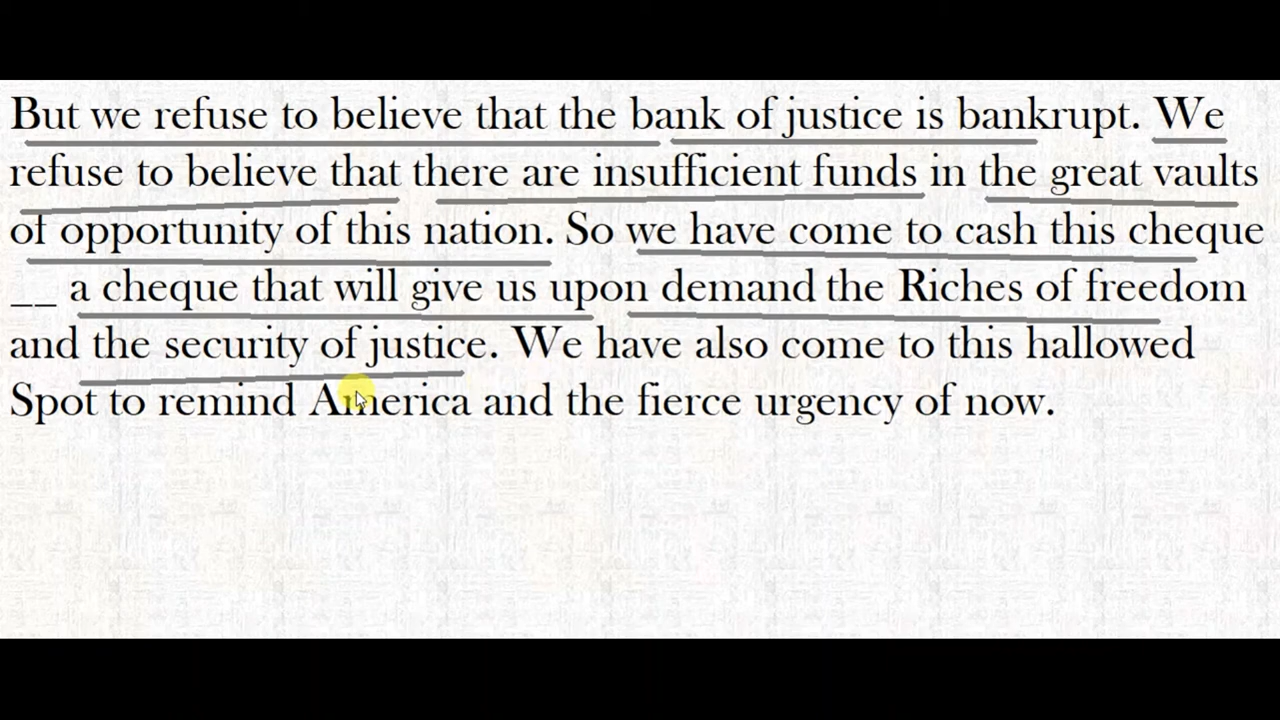 But we refuse to believe that the bank of justice is bankrupt. We
refuse to believe that there are insufficient funds in the great vaults
of opportunity of this nation. So we have come to cash this cheque
__ a cheque that will give us upon demand the Riches of freedom
and the security of justice. We have also come to this hallowed
Spot to remind America and the fierce urgency of now.